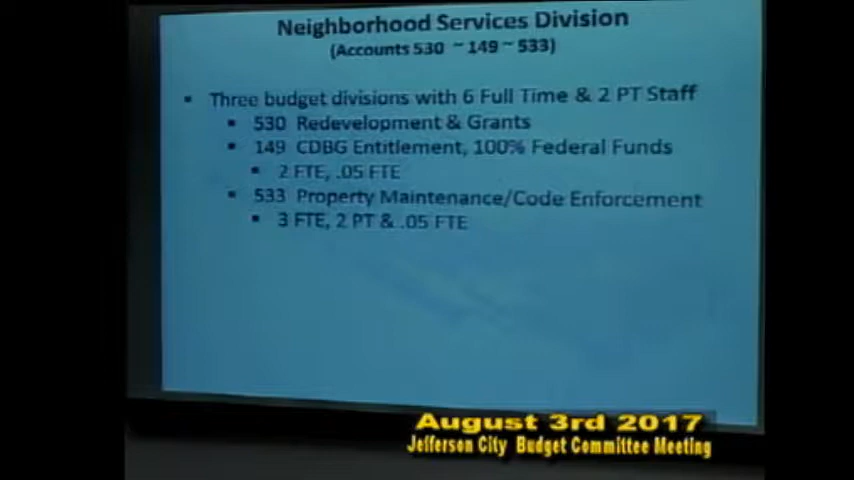 Neighborhood Services Division
(Accounts 530 ~ 149 ~ 533)
▪ Three budget divisions with 6 Full Time & 2 PT Staff
▪ 530 Redevelopment & Grants
▪ 149 CDBG Entitlement, 100% Federal Funds
▪ 2 FTE, .05 FTE
▪ 533 Property Maintenance/Code Enforcement
▪ 3 FTE, 2 PT & .05 FTE
August 3rd 2017
Jefferson City Budget Committee Meeting